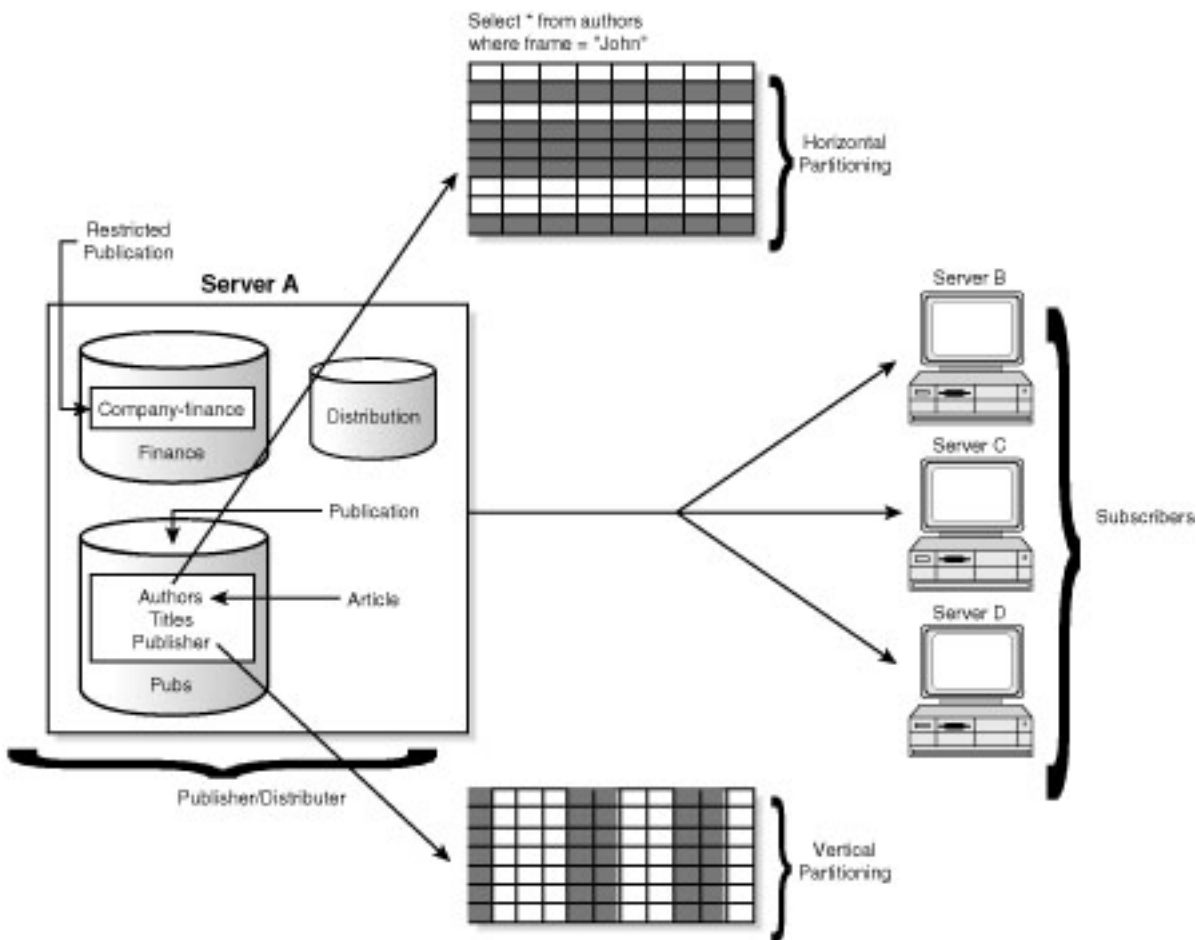 Select * from authors
where frame = "John"
Horizontal
Partitioning
Restricted
Publication
Server A
Company-finance
Finance
Distribution
Publication
Authors
Titles
Publisher
Article
Pubs
Publisher/Distributer
Server B
Server C
Server D
Subscribers
Vertical
Partitioning